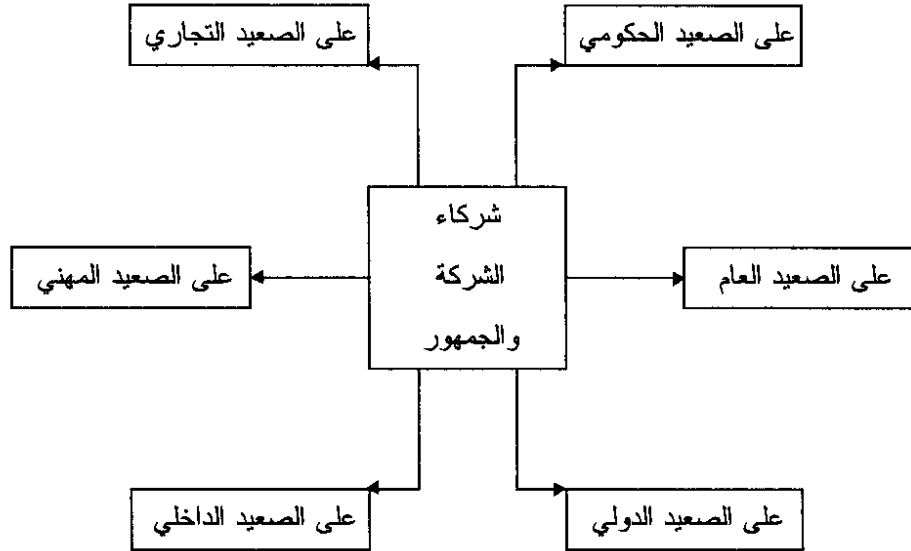 على الصعيد الحكومي
على الصعيد التجاري
شركاء
الشركة
والجمهور
على الصعيد العام
على الصعيد المهني
على الصعيد الدولي
على الصعيد الداخلي